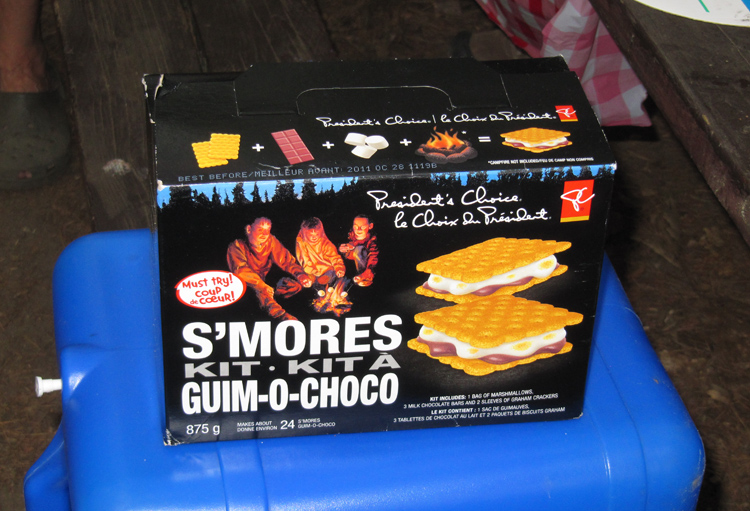 President's Choice. / le Choix du Président.
PC
+ + + * =
*CAMPFIRE NOT INCLUDED/FEU DE CAMP NON COMPRIS
BEST BEFORE/MEILLEUR AVANT· 2011 OC 28 1119B
President's Choice.
le Choix du Président.
PC
MUST TRY!
COUP
de CŒUR!
S'MORES
KIT · KIT À
GUIM-O-CHOCO
KIT INCLUDES: 1 BAG OF MARSHMALLOWS,
3 MILK CHOCOLATE BARS AND 2 SLEEVES OF GRAHAM CRACKERS
LE KIT CONTIENT : 1 SAC DE GUIMAUVES,
3 TABLETTES DE CHOCOLAT AU LAIT ET 2 PAQUETS DE BISCUITS GRAHAM
875 g
MAKES ABOUT
DONNE ENVIRON
24
S'MORES
GUIM-O-CHOCO